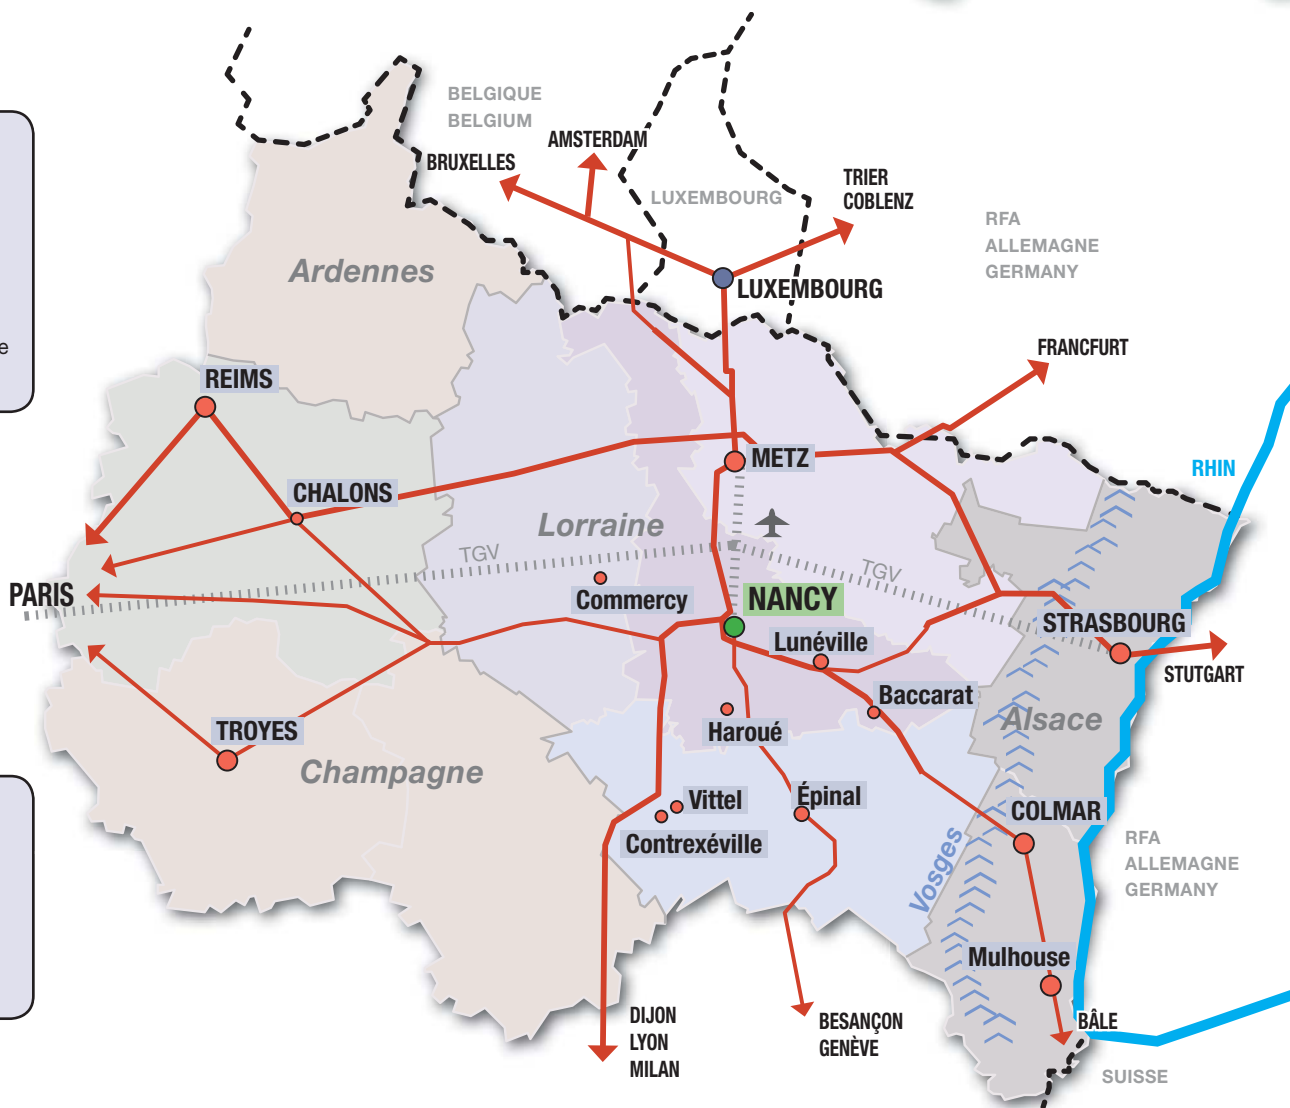 BELGIQUE
BELGIUM
AMSTERDAM
BRUXELLES
TRIER
COBLENZ
LUXEMBOURG
RFA
ALLEMAGNE
GERMANY
Ardennes
LUXEMBOURG
e
FRANCFURT
REIMS
METZ
RHIN
CHALONS
Lorraine
TGV
TGV
PARIS
Commercy
NANCY
STRASBOURG
Lunéville
STUTGART
Baccarat
Alsace
Haroué
TROYES
Champagne
Vittel
Épinal
COLMAR
Contrexéville
Vosges
RFA
ALLEMAGNE
GERMANY
Mulhouse
DIJON
LYON
MILAN
BESANÇON
GENÈVE
BÂLE
SUISSE